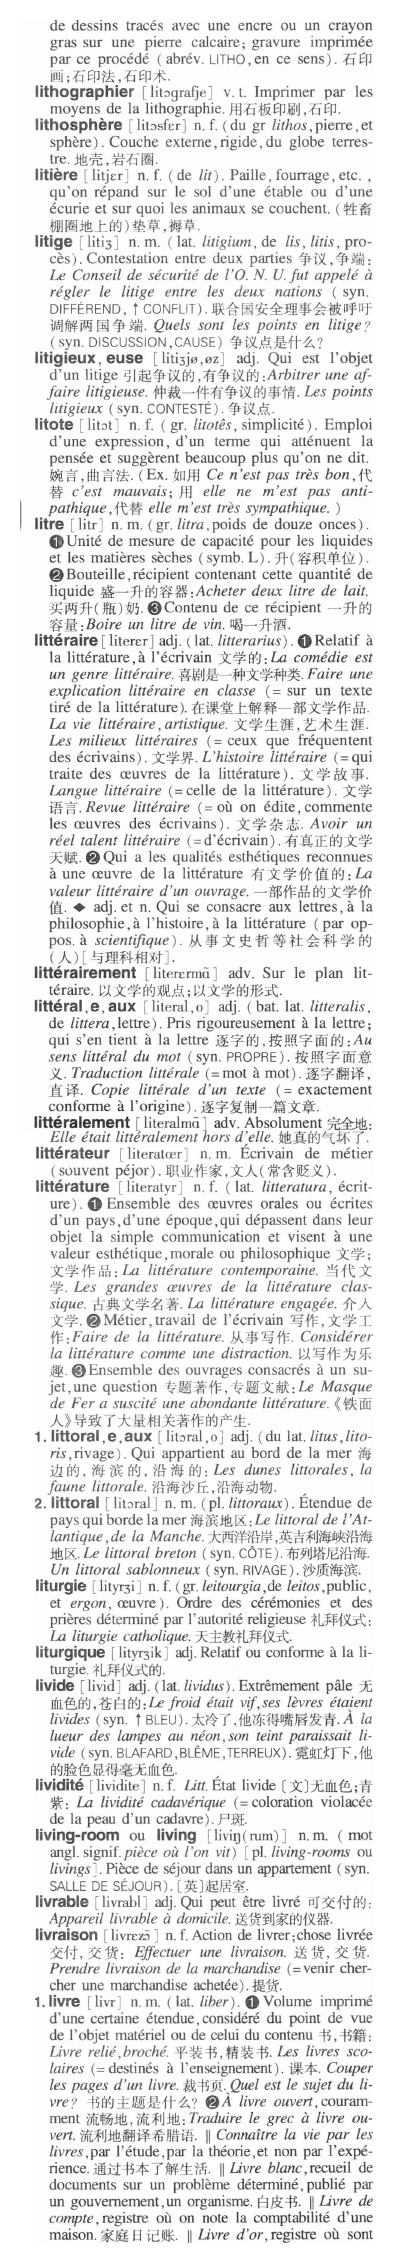 de dessins tracés avec une encre ou un crayon
gras sur une pierre calcaire; gravure imprimée
par ce procédé (abrév. LITHO, en ce sens). 石印
画;石印法,石印术.
lithographier [litɔgrafje] v. t. Imprimer par les
moyens de la lithographie. 用石板印刷,石印.
lithosphère [litɔsfɛr] n. f. (du gr lithos, pierre, et
sphère). Couche externe, rigide, du globe terres-
tre. 地壳,岩石圈.
litière [litjɛr] n. f. (de lit). Paille, fourrage, etc. ,
qu'on répand sur le sol d'une étable ou d'une
écurie et sur quoi les animaux se couchent. (牲畜
棚圈地上的)垫草,褥草.
litige [litiʒ] n. m. (lat. litigium, de lis, litis, pro-
cès). Contestation entre deux parties 争议,争端:
Le Conseil de sécurité de l'O. N. U. fut appelé à
régler le litige entre les deux nations (syn.
DIFFÉREND, ↑ CONFLIT). 联合国安全理事会被呼吁
调解两国争端. Quels sont les points en litige?
(syn. DISCUSSION, CAUSE) 争议点是什么?
litigieux, euse [litiʒjø, øz] adj. Qui est l'objet
d'un litige 引起争议的,有争议的:Arbitrer une af-
faire litigieuse. 仲裁一件有争议的事情. Les points
litigieux (syn. CONTESTÉ). 争议点.
litote [litɔt] n. f. (gr. litotês, simplicité). Emploi
d'une expression, d'un terme qui atténuent la
pensée et suggèrent beaucoup plus qu'on ne dit.
婉言,曲言法. (Ex. 如用 Ce n'est pas très bon,代
替 c'est mauvais; 用 elle ne m'est pas anti-
pathique,代替 elle m'est très sympathique. )
litre [litr] n. m. (gr. litra, poids de douze onces).
❶ Unité de mesure de capacité pour les liquides
et les matières sèches (symb. L). 升(容积单位).
❷ Bouteille, récipient contenant cette quantité de
liquide 盛一升的容器:Acheter deux litre de lait.
买两升(瓶)奶. ❸ Contenu de ce récipient 一升的
容量:Boire un litre de vin. 喝一升酒.
littéraire [literɛr] adj. (lat. litterarius). ❶ Relatif à
la littérature, à l'écrivain 文学的:La comédie est
un genre littéraire. 喜剧是一种文学种类. Faire une
explication littéraire en classe (= sur un texte
tiré de la littérature). 在课堂上解释一部文学作品.
La vie littéraire, artistique. 文学生涯,艺术生涯.
Les milieux littéraires (= ceux que fréquentent
des écrivains). 文学界. L'histoire littéraire (= qui
traite des œuvres de la littérature). 文学故事.
Langue littéraire (= celle de la littérature). 文学
语言. Revue littéraire (= où on édite, commente
les œuvres des écrivains). 文学杂志. Avoir un
réel talent littéraire (= d'écrivain). 有真正的文学
天赋. ❷ Qui a les qualités esthétiques reconnues
à une œuvre de la littérature 有文学价值的:La
valeur littéraire d'un ouvrage. 一部作品的文学价
值. ◆ adj. et n. Qui se consacre aux lettres, à la
philosophie, à l'histoire, à la littérature (par op-
pos. à scientifique). 从事文史哲等社会科学的
(人)[与理科相对].
littérairement [literɛrmɑ̃] adv. Sur le plan lit-
téraire. 以文学的观点;以文学的形式.
littéral, e, aux [literal, o] adj. (bat. lat. litteralis,
de littera, lettre). Pris rigoureusement à la lettre;
qui s'en tient à la lettre 逐字的,按照字面的:Au
sens littéral du mot (syn. PROPRE). 按照字面意
义. Traduction littérale (= mot à mot). 逐字翻译,
直译. Copie littérale d'un texte (= exactement
conforme à l'origine). 逐字复制一篇文章.
littéralement [literalmɑ̃] adv. Absolument 完全地:
Elle était littéralement hors d'elle. 她真的气坏了.
littérateur [literatœr] n. m. Écrivain de métier
(souvent péjor). 职业作家,文人(常含贬义).
littérature [literatyr] n. f. (lat. litteratura, écrit-
ure). ❶ Ensemble des œuvres orales ou écrites
d'un pays, d'une époque, qui dépassent dans leur
objet la simple communication et visent à une
valeur esthétique, morale ou philosophique 文学;
文学作品:La littérature contemporaine. 当代文
学. Les grandes œuvres de la littérature clas-
sique. 古典文学名著. La littérature engagée. 介入
文学. ❷ Métier, travail de l'écrivain 写作,文学工
作:Faire de la littérature. 从事写作. Considérer
la littérature comme une distraction. 以写作为乐
趣. ❸ Ensemble des ouvrages consacrés à un su-
jet, une question 专题著作,专题文献:Le Masque
de Fer a suscité une abondante littérature.《铁面
人》导致了大量相关著作的产生.
1. littoral, e, aux [litɔral, o] adj. (du lat. litus, lito-
ris, rivage). Qui appartient au bord de la mer 海
边的,海滨的,沿海的:Les dunes littorales, la
faune littorale. 沿海沙丘,沿海动物.
2. littoral [litɔral] n. m. (pl. littoraux). Étendue de
pays qui borde la mer 海滨地区:Le littoral de l'At-
lantique, de la Manche. 大西洋沿岸,英吉利海峡沿海
地区. Le littoral breton (syn. CÔTE). 布列塔尼沿海.
Un littoral sablonneux (syn. RIVAGE). 沙质海滨.
liturgie [lityrʒi] n. f. (gr. leitourgia, de leitos, public,
et ergon, œuvre). Ordre des cérémonies et des
prières déterminé par l'autorité religieuse 礼拜仪式:
La liturgie catholique. 天主教礼拜仪式.
liturgique [lityrʒik] adj. Relatif ou conforme à la li-
turgie. 礼拜仪式的.
livide [livid] adj. (lat. lividus). Extrêmement pâle 无
血色的,苍白的:Le froid était vif, ses lèvres étaient
livides (syn. ↑ BLEU). 太冷了,他冻得嘴唇发青. À la
lueur des lampes au néon, son teint paraissait li-
vide (syn. BLAFARD, BLÊME, TERREUX). 霓虹灯下,他
的脸色显得毫无血色.
lividité [lividite] n. f. Litt. État livide [文]无血色;青
紫: La lividité cadavérique (= coloration violacée
de la peau d'un cadavre). 尸斑.
living-room ou living [liviŋ(rum)] n. m. (mot
angl. signif. pièce où l'on vit) [pl. living-rooms ou
livings]. Pièce de séjour dans un appartement (syn.
SALLE DE SÉJOUR). [英]起居室.
livrable [livrabl] adj. Qui peut être livré 可交付的:
Appareil livrable à domicile. 送货到家的仪器.
livraison [livrɛzɔ̃] n. f. Action de livrer; chose livrée
交付,交货: Effectuer une livraison. 送货,交货.
Prendre livraison de la marchandise (= venir cher-
cher une marchandise achetée). 提货.
1. livre [livr] n. m. (lat. liber). ❶ Volume imprimé
d'une certaine étendue, considéré du point de vue
de l'objet matériel ou de celui du contenu 书,书籍:
Livre relié, broché. 平装书,精装书. Les livres sco-
laires (= destinés à l'enseignement). 课本. Couper
les pages d'un livre. 裁书页. Quel est le sujet du li-
vre? 书的主题是什么? ❷ À livre ouvert, couram-
ment 流畅地,流利地:Traduire le grec à livre ou-
vert. 流利地翻译希腊语. ‖ Connaître la vie par les
livres, par l'étude, par la théorie, et non par l'expé-
rience. 通过书本了解生活. ‖ Livre blanc, recueil de
documents sur un problème déterminé, publié par
un gouvernement, un organisme. 白皮书. ‖ Livre de
compte, registre où on note la comptabilité d'une
maison. 家庭日记账. ‖ Livre d'or, registre où sont